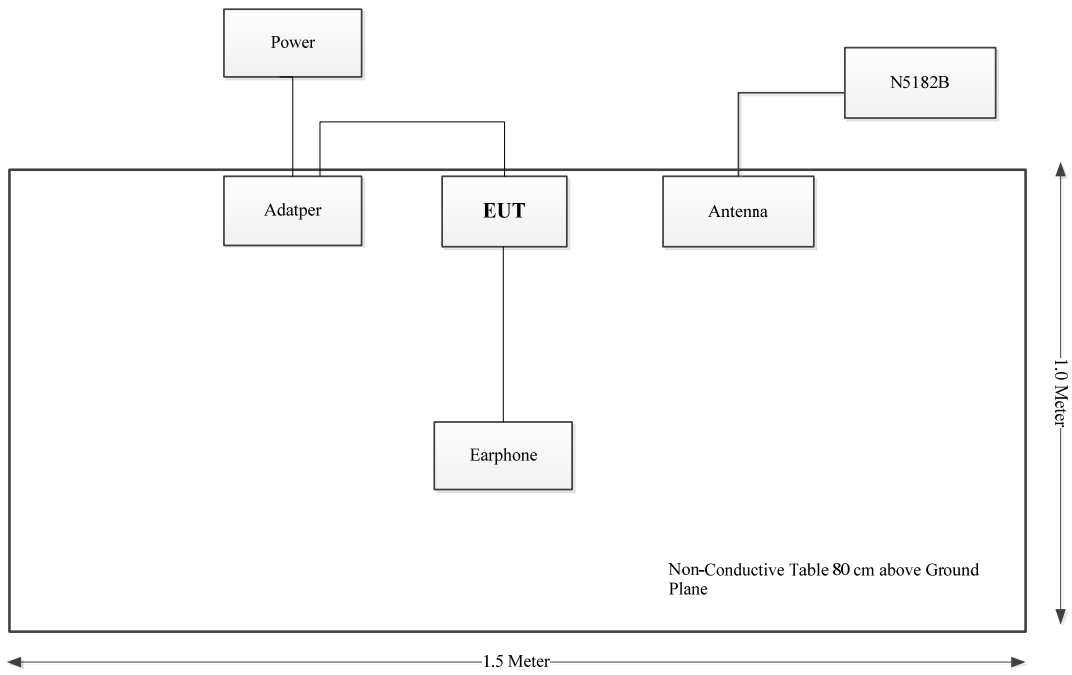 Power
N5182B
Adatper
EUT
Antenna
1.0 Meter
Earphone
Non-Conductive Table 80 cm above Ground
Plane
1.5 Meter